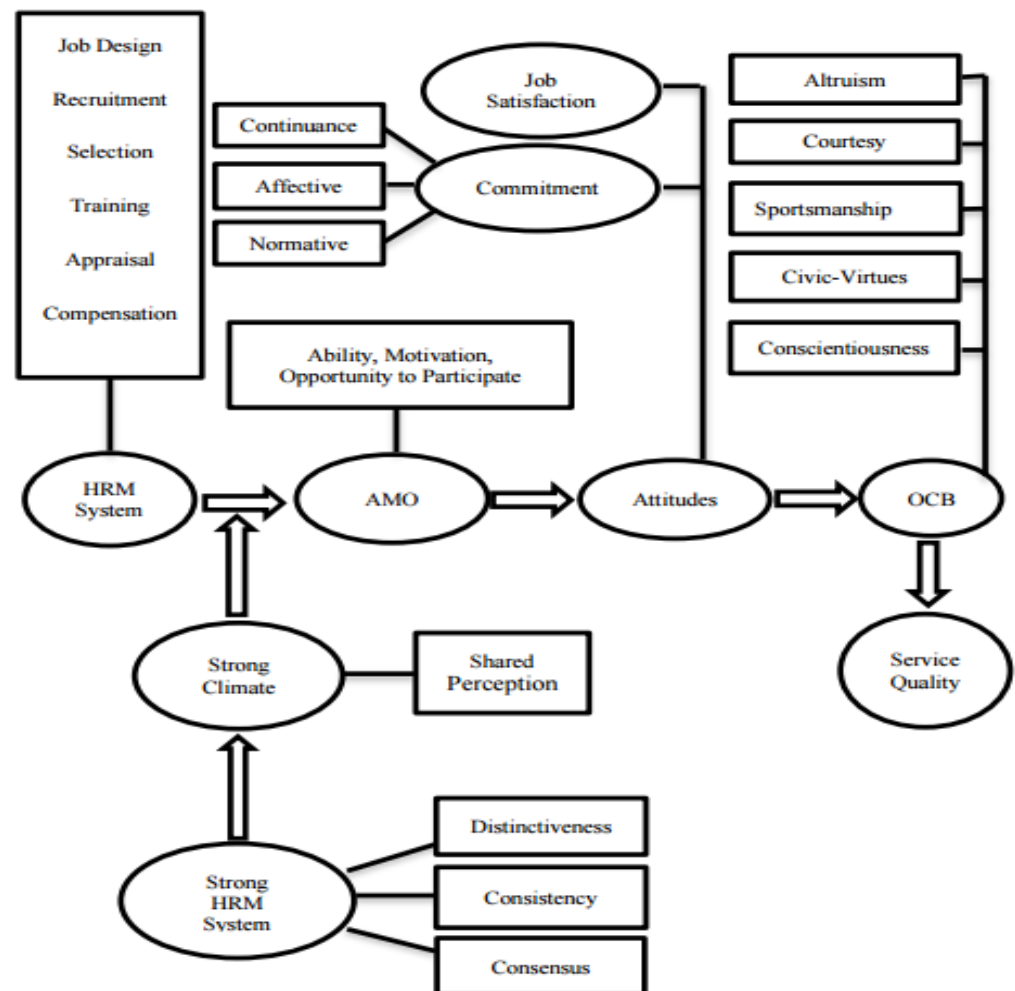 Job Design
Recruitment
Selection
Training
Appraisal
Compensation
Continuance
Affective
Normative
Job
Satisfaction
Commitment
Altruism
Courtesy
Sportsmanship
Civic-Virtues
Conscientiousness
Ability, Motivation,
Opportunity to Participate
HRM
System
AMO
Attitudes
OCB
Strong
Climate
Shared
Perception
Service
Quality
Strong
HRM
System
Distinctiveness
Consistency
Consensus